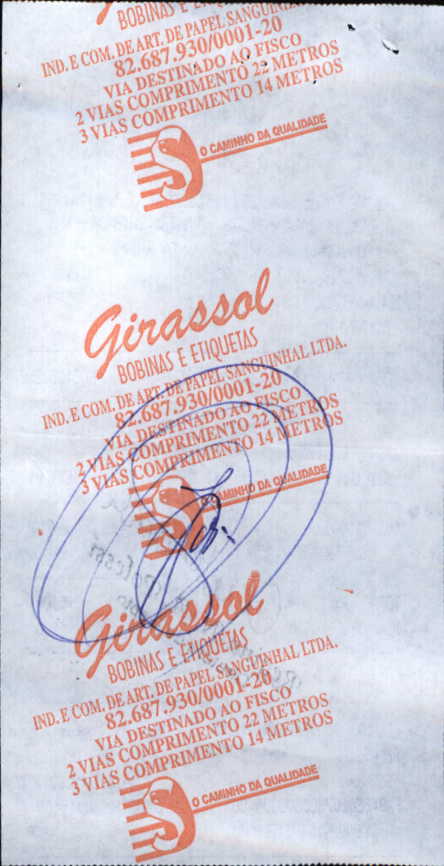 BOBINAS E
IND. E COM. DE ART. DE PAPEL SANGUINHAL
82.687.930/0001-20
VIA DESTINADO AO FISCO
2 VIAS COMPRIMENTO 22 METROS
3 VIAS COMPRIMENTO 14 METROS
S
O CAMINHO DA QUALIDADE
Girassol
BOBINAS E ETIQUETAS
IND. E COM. DE ART. DE PAPEL SANGUINHAL LTDA.
82.687.930/0001-20
VIA DESTINADO AO FISCO
2 VIAS COMPRIMENTO 22 METROS
3 VIAS COMPRIMENTO 14 METROS
S
CAMINHO DA QUALIDADE
Girassol
BOBINAS E ETIQUETAS
IND. E COM. DE ART. DE PAPEL SANGUINHAL LTDA.
82.687.930/0001-20
VIA DESTINADO AO FISCO
2 VIAS COMPRIMENTO 22 METROS
3 VIAS COMPRIMENTO 14 METROS
S
O CAMINHO DA QUALIDADE